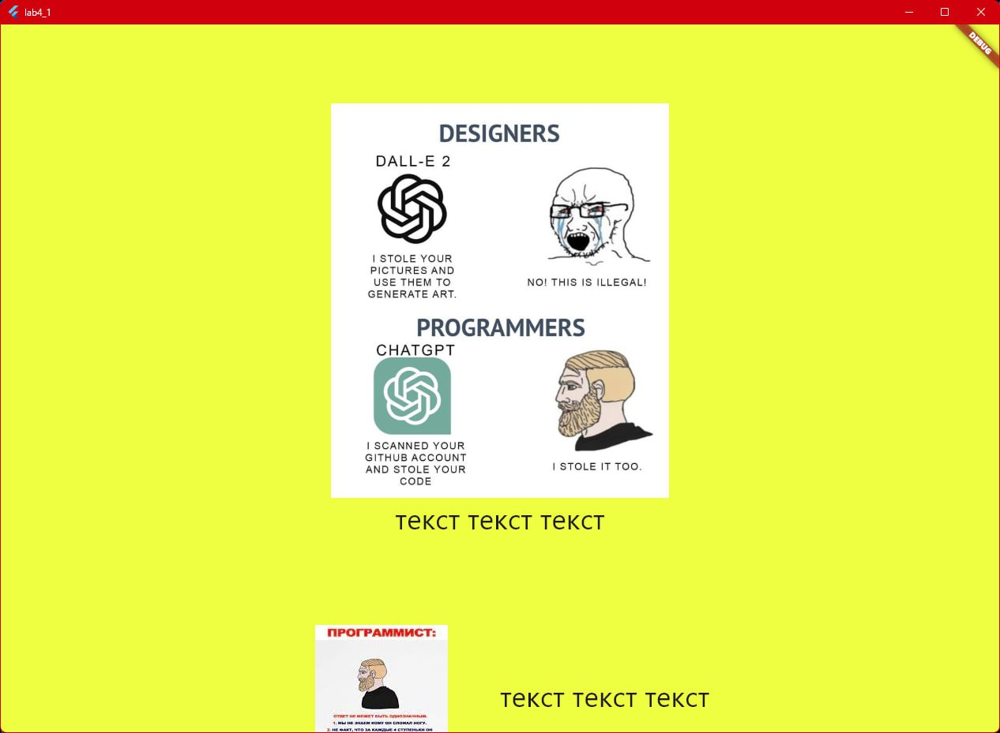 lab4_1
DEBUG
DESIGNERS
DALL-E 2
I STOLE YOUR
PICTURES AND
USE THEM TO
GENERATE ART.
NO! THIS IS ILLEGAL!
PROGRAMMERS
CHATGPT
I SCANNED YOUR
GITHUB ACCOUNT
AND STOLE YOUR
CODE
I STOLE IT TOO.
текст текст текст
ПРОГРАММИСТ:
ОТВЕТ НЕ МОЖЕТ БЫТЬ ОДНОЗНАЧНЫМ.
1. МЫ НЕ ЗНАЕМ КОМУ ОН СЛОМАЛ НОГУ.
2. НЕ ФАКТ, ЧТО ЗА КАЖДЫЕ 4 СТУПЕНЬКИ ОН
текст текст текст